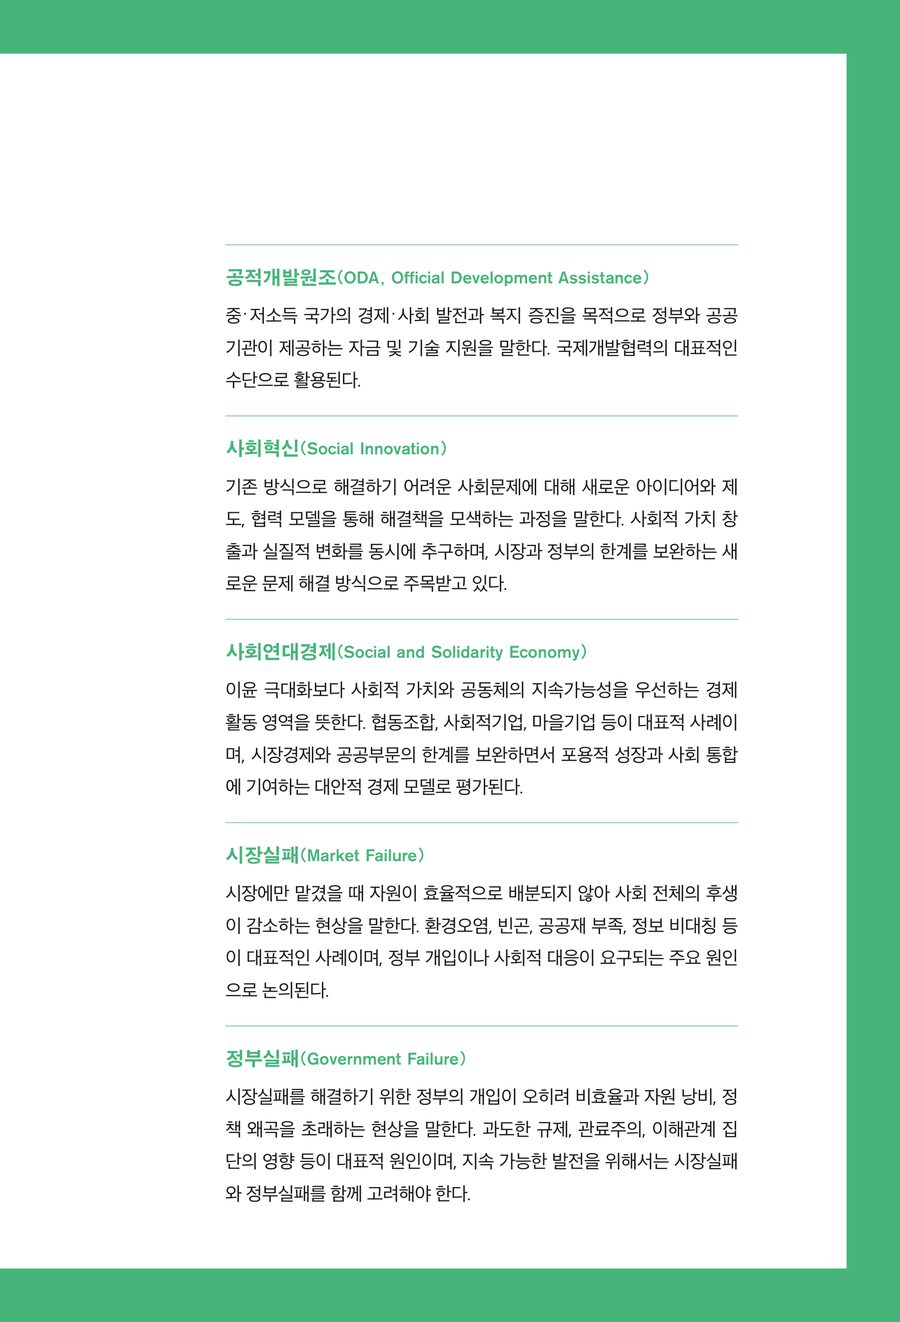 공적개발원조(ODA, Official Development Assistance)
중·저소득 국가의 경제·사회 발전과 복지 증진을 목적으로 정부와 공공
기관이 제공하는 자금 및 기술 지원을 말한다. 국제개발협력의 대표적인
수단으로 활용된다.
사회혁신(Social Innovation)
기존 방식으로 해결하기 어려운 사회문제에 대해 새로운 아이디어와 제
도, 협력 모델을 통해 해결책을 모색하는 과정을 말한다. 사회적 가치 창
출과 실질적 변화를 동시에 추구하며, 시장과 정부의 한계를 보완하는 새
로운 문제 해결 방식으로 주목받고 있다.
사회연대경제(Social and Solidarity Economy)
이윤 극대화보다 사회적 가치와 공동체의 지속가능성을 우선하는 경제
활동 영역을 뜻한다. 협동조합, 사회적기업, 마을기업 등이 대표적 사례이
며, 시장경제와 공공부문의 한계를 보완하면서 포용적 성장과 사회 통합
에 기여하는 대안적 경제 모델로 평가된다.
시장실패(Market Failure)
시장에만 맡겼을 때 자원이 효율적으로 배분되지 않아 사회 전체의 후생
이 감소하는 현상을 말한다. 환경오염, 빈곤, 공공재 부족, 정보 비대칭 등
이 대표적인 사례이며, 정부 개입이나 사회적 대응이 요구되는 주요 원인
으로 논의된다.
정부실패(Government Failure)
시장실패를 해결하기 위한 정부의 개입이 오히려 비효율과 자원 낭비, 정
책 왜곡을 초래하는 현상을 말한다. 과도한 규제, 관료주의, 이해관계 집
단의 영향 등이 대표적 원인이며, 지속 가능한 발전을 위해서는 시장실패
와 정부실패를 함께 고려해야 한다.